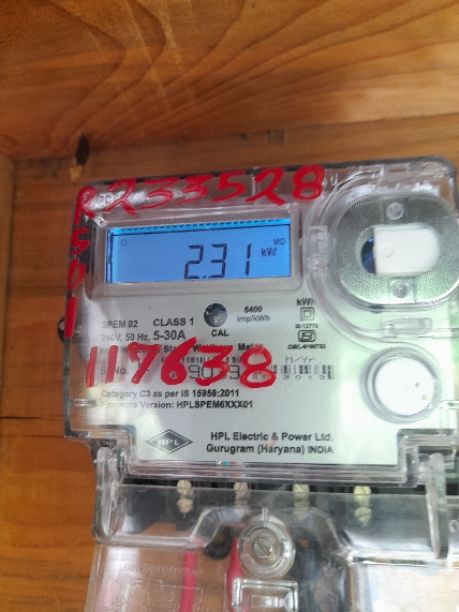 R233528
MD
2.31 kW
6400
imp/kWh
kWh
CAL
SPEM 02 CLASS 1
240V, 50 Hz, 5-30A
117638
Category C3 as per IS 15959:2011
Firmware Version: HPLSPEM6XXX01
HPL
HPL Electric & Power Ltd.
Gurugram (Haryana) INDIA